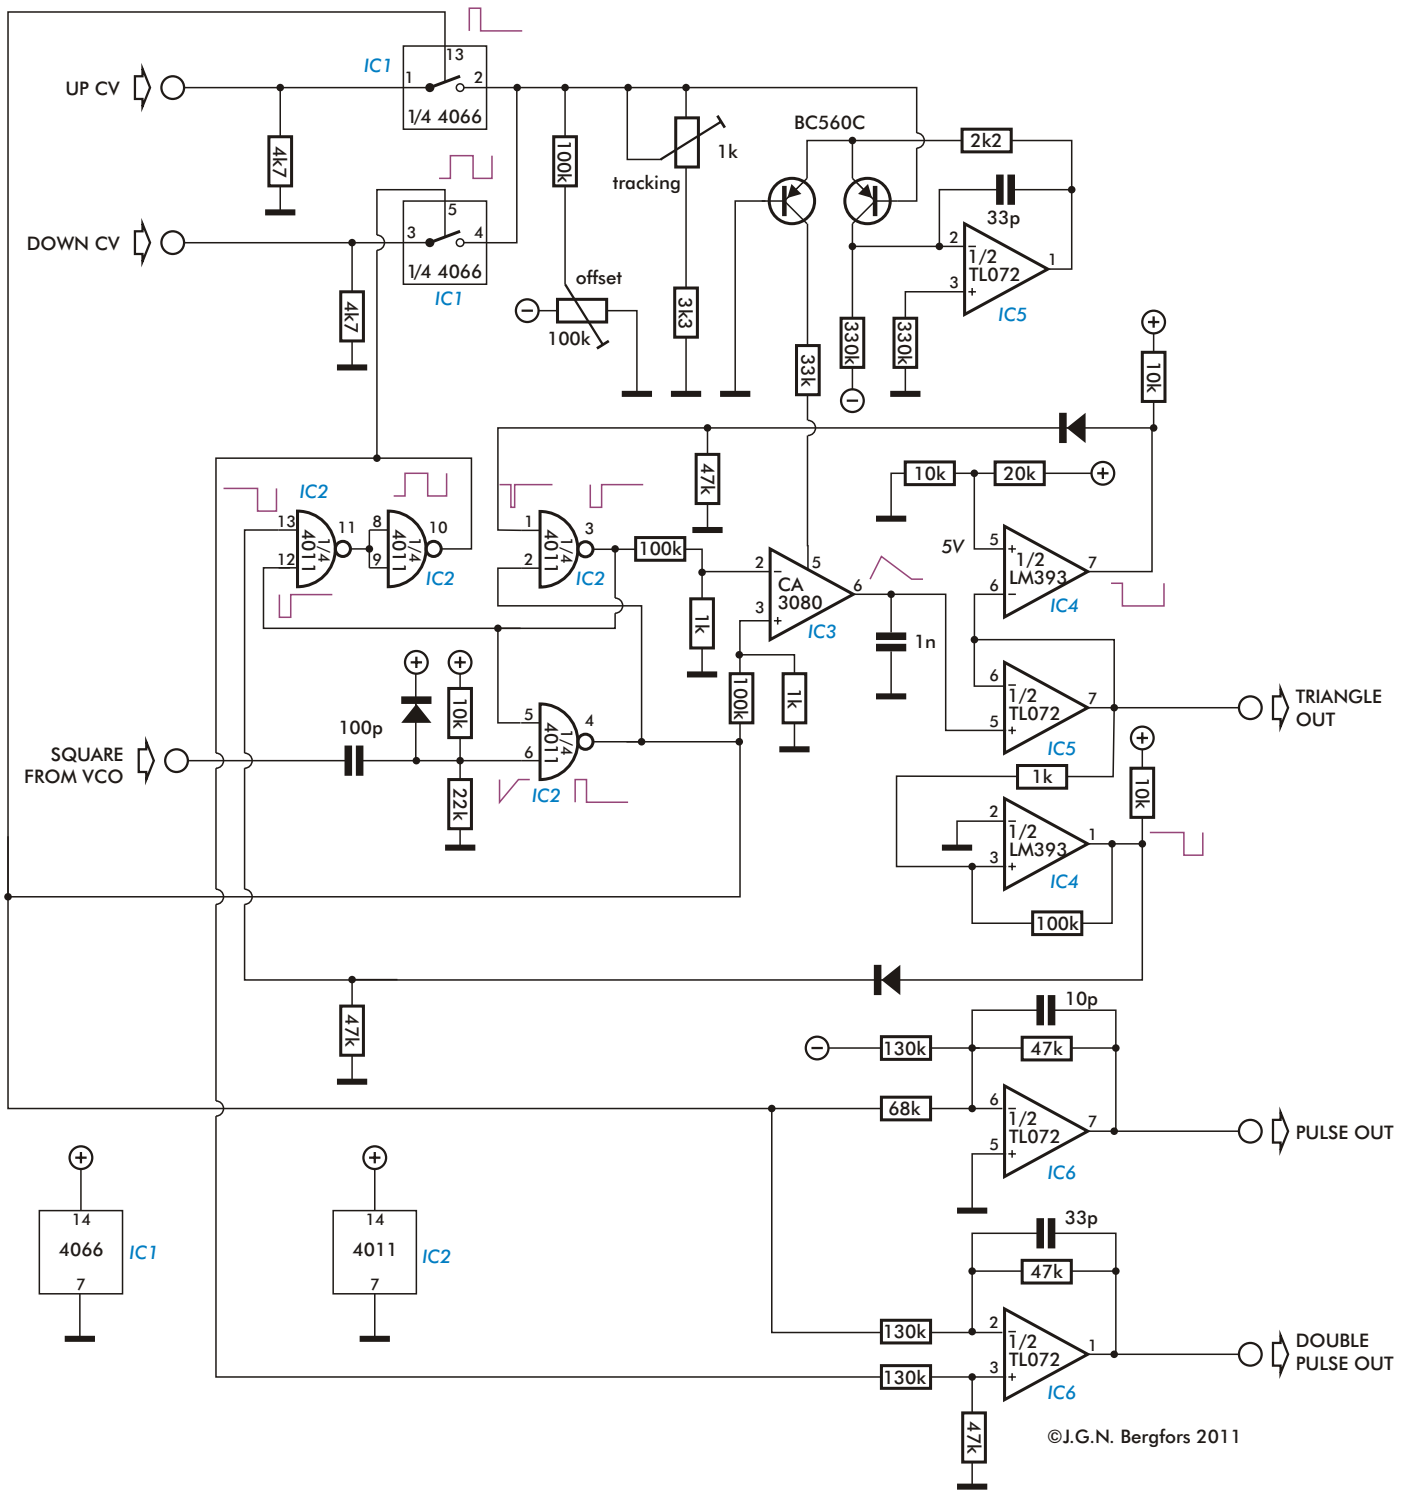 UP CV
IC1
13
1
2
1/4 4066
4k7
DOWN CV
5
3
4
1/4 4066
IC1
4k7
100k
offset
100k
tracking
1k
3k3
BC560C
2k2
33p
2
1/2
TL072
3
1
IC5
330k
330k
33k
10k
47k
10k
20k
5V
5
1/2
LM393
6
7
IC4
IC2
13
12
1/4
4011
11
8
9
1/4
4011
10
IC2
1
2
1/4
4011
3
IC2
100k
1k
2
3
CA
3080
5
6
IC3
1n
100k
1k
6
1/2
TL072
5
7
IC5
TRIANGLE
OUT
SQUARE
FROM VCO
100p
10k
22k
5
6
1/4
4011
4
IC2
1k
10k
2
1/2
LM393
3
1
IC4
100k
47k
10p
130k
47k
68k
6
1/2
TL072
5
7
IC6
PULSE OUT
14
4066
7
IC1
14
4011
7
IC2
33p
47k
130k
130k
2
1/2
TL072
3
1
IC6
DOUBLE
PULSE OUT
47k
©J.G.N. Bergfors 2011